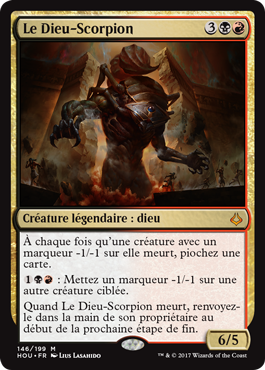 Le Dieu-Scorpion 3
Créature légendaire : dieu
À chaque fois qu'une créature avec un
marqueur -1/-1 sur elle meurt, piochez une
carte.
1 : Mettez un marqueur -1/-1 sur une
autre créature ciblée.
Quand Le Dieu-Scorpion meurt, renvoyez-
le dans la main de son propriétaire au
début de la prochaine étape de fin.
6/5
146/199 M
HOU • FR Lius Lasahido
™ & © 2017 Wizards of the Coast